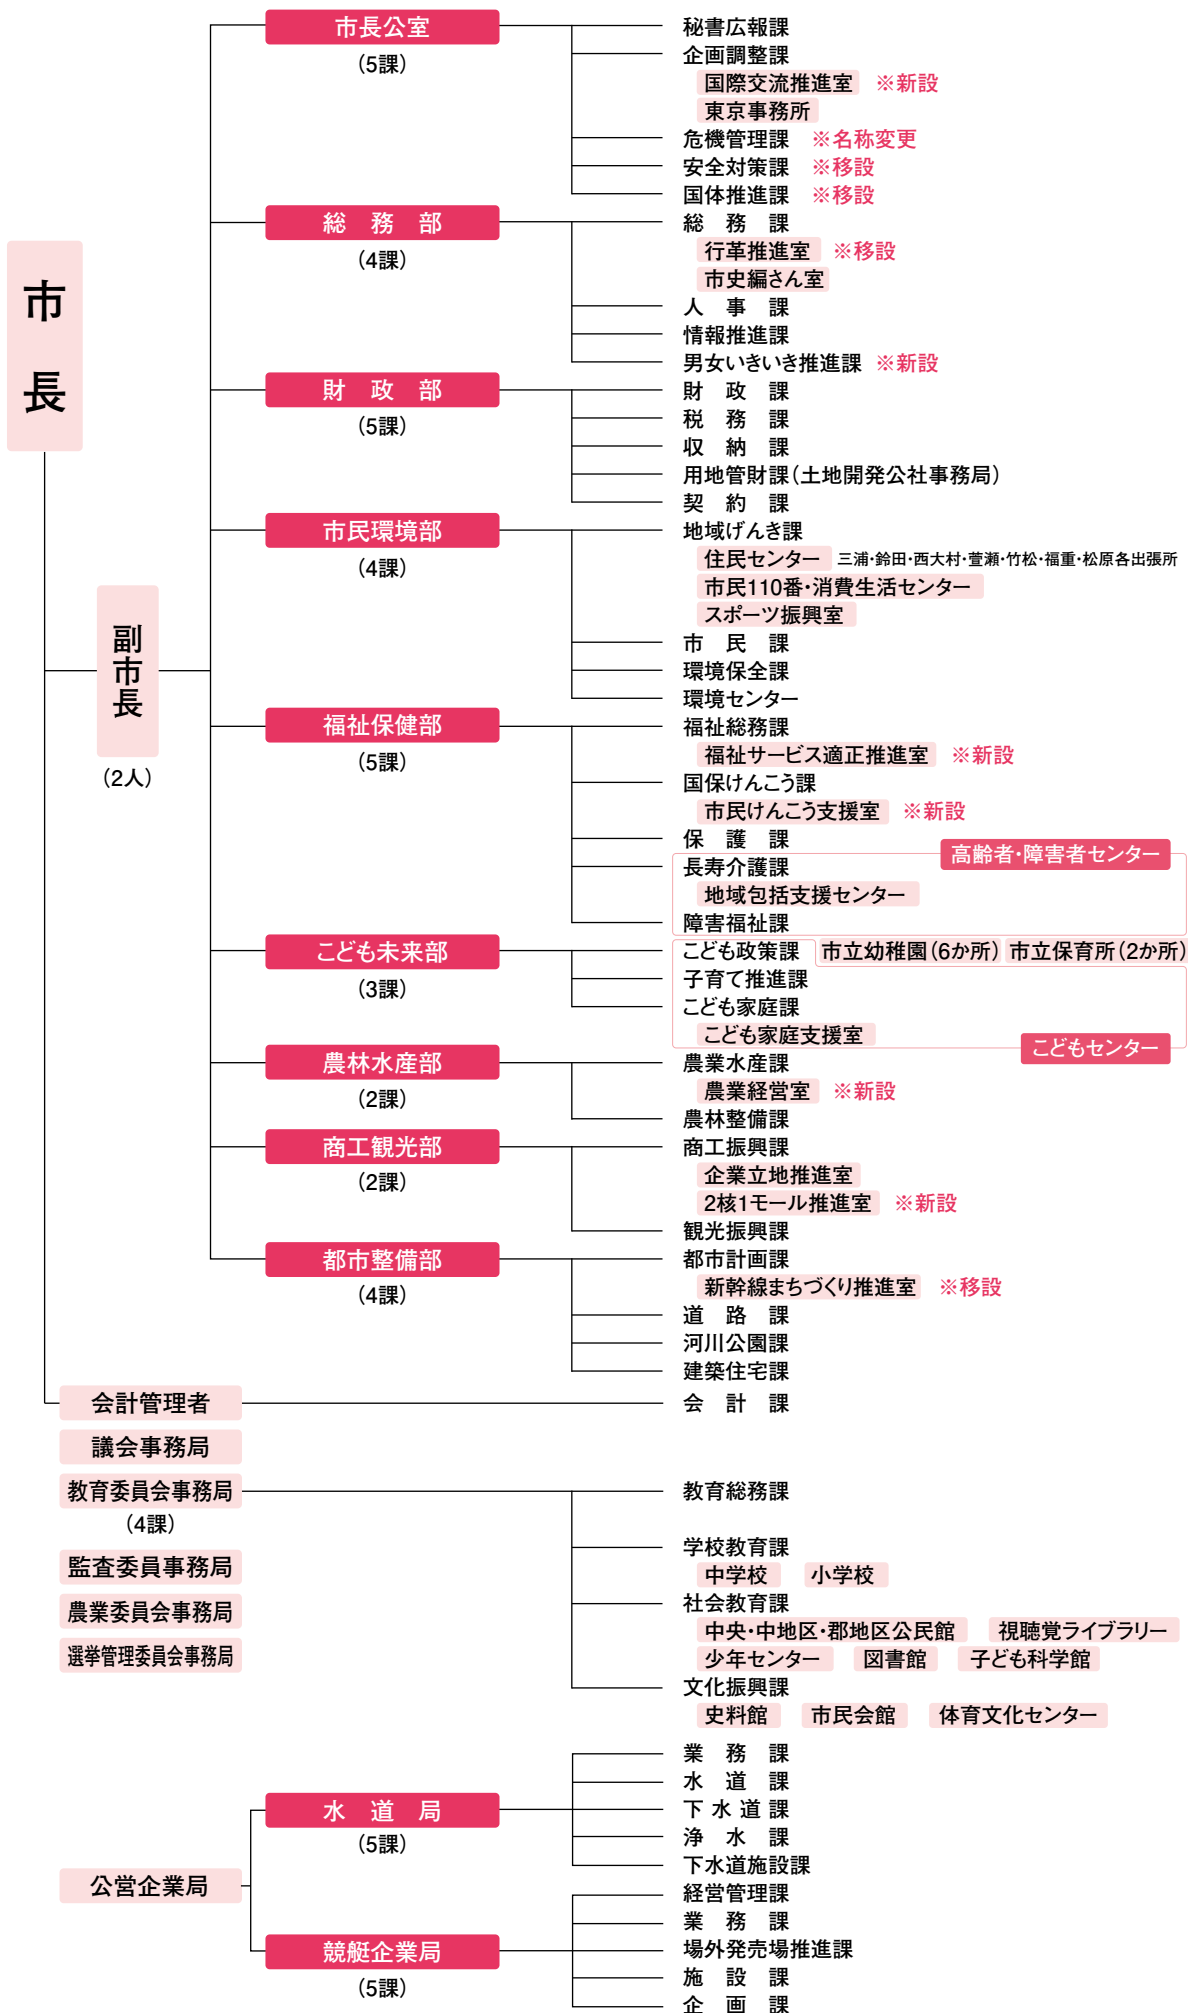 市長
副市長
(2人)
市長公室
(5課)
秘書広報課
企画調整課
国際交流推進室 ※新設
東京事務所
危機管理課 ※名称変更
安全対策課 ※移設
国体推進課 ※移設
総務部
(4課)
総務課
行革推進室 ※移設
市史編さん室
人事課
情報推進課
男女いきいき推進課 ※新設
財政部
(5課)
財政課
税務課
収納課
用地管財課(土地開発公社事務局)
契約課
市民環境部
(4課)
地域げんき課
住民センター 三浦・鈴田・西大村・萱瀬・竹松・福重・松原各出張所
市民110番・消費生活センター
スポーツ振興室
市民課
環境保全課
環境センター
福祉保健部
(5課)
福祉総務課
福祉サービス適正推進室 ※新設
国保けんこう課
市民けんこう支援室 ※新設
保護課
高齢者・障害者センター
長寿介護課
地域包括支援センター
障害福祉課
こども未来部
(3課)
こども政策課 市立幼稚園(6か所) 市立保育所(2か所)
子育て推進課
こども家庭課
こども家庭支援室
こどもセンター
農林水産部
(2課)
農業水産課
農業経営室 ※新設
農林整備課
商工観光部
(2課)
商工振興課
企業立地推進室
2核1モール推進室 ※新設
観光振興課
都市整備部
(4課)
都市計画課
新幹線まちづくり推進室 ※移設
道路課
河川公園課
建築住宅課
会計管理者
会計課
議会事務局
教育委員会事務局
(4課)
教育総務課
学校教育課
中学校 小学校
社会教育課
中央・中地区・郡地区公民館 視聴覚ライブラリー
少年センター 図書館 子ども科学館
文化振興課
史料館 市民会館 体育文化センター
監査委員事務局
農業委員会事務局
選挙管理委員会事務局
公営企業局
水道局
(5課)
業務課
水道課
下水道課
浄水課
下水道施設課
競艇企業局
(5課)
経営管理課
業務課
場外発売場推進課
施設課
企画課